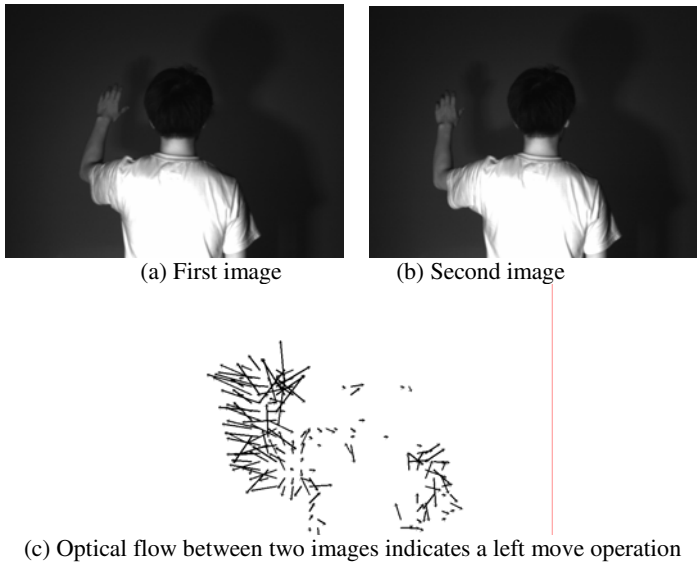 (a) First image
(b) Second image
(c) Optical flow between two images indicates a left move operation